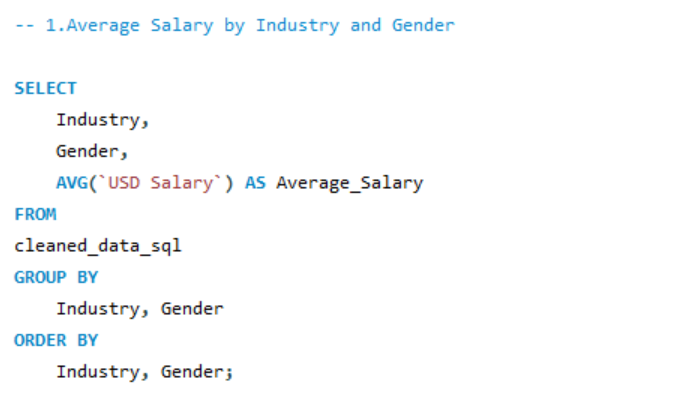 -- 1.Average Salary by Industry and Gender
SELECT
Industry,
Gender,
AVG(`USD Salary`) AS Average_Salary
FROM
cleaned_data_sql
GROUP BY
Industry, Gender
ORDER BY
Industry, Gender;